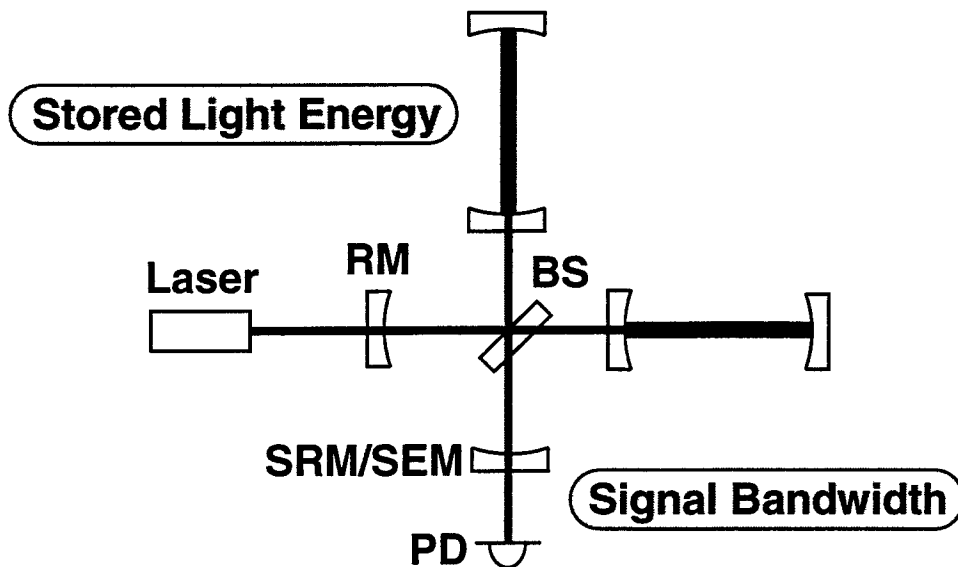 Stored Light Energy
RM
BS
Laser
SRM/SEM
Signal Bandwidth
PD